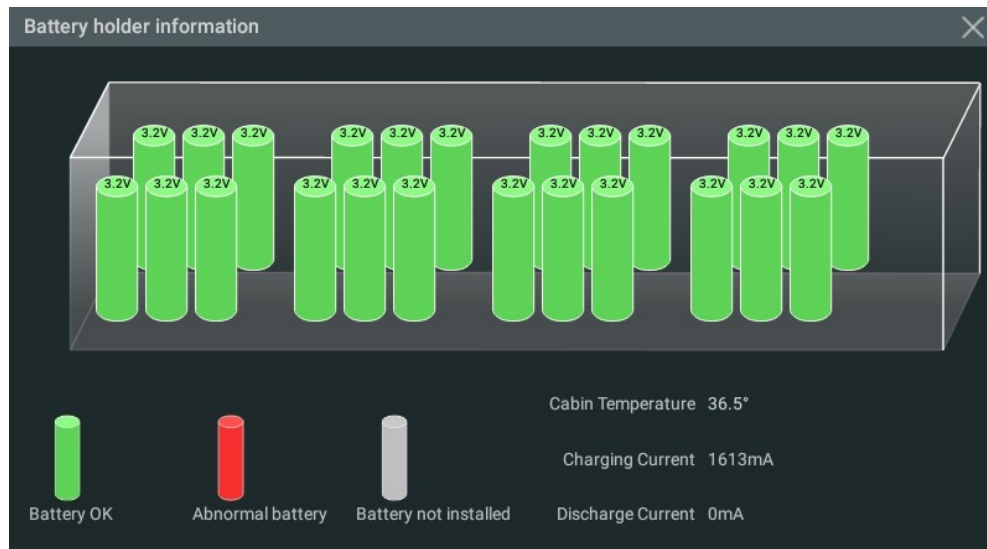 Battery holder information
3.2V 3.2V 3.2V 3.2V 3.2V 3.2V 3.2V 3.2V 3.2V 3.2V 3.2V 3.2V
3.2V 3.2V 3.2V 3.2V 3.2V 3.2V 3.2V 3.2V 3.2V 3.2V 3.2V 3.2V
Cabin Temperature 36.5°
Charging Current 1613mA
Battery OK Abnormal battery Battery not installed Discharge Current 0mA